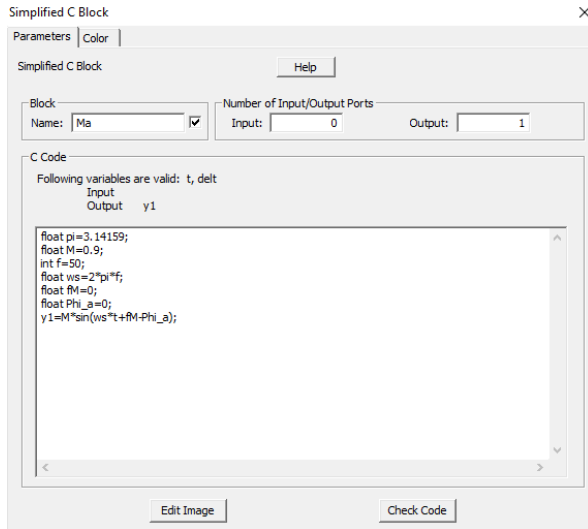 Simplified C Block
Parameters Color
Simplified C Block Help
Block Number of Input/Output Ports
Name: Ma Input: 0 Output: 1
C Code
Following variables are valid: t, delt
Input
Output y1
float pi=3.14159;
float M=0.9;
int f=50;
float ws=2*pi*f;
float fM=0;
float Phi_a=0;
y1=M*sin(ws*t+fM-Phi_a);
Edit Image Check Code